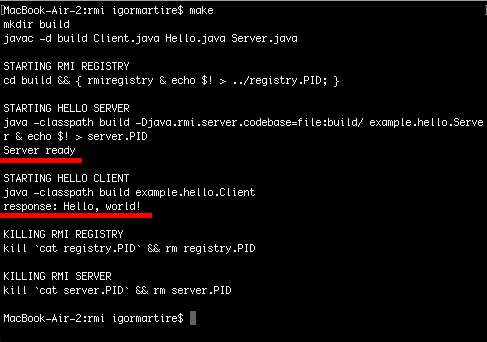 [MacBook-Air-2:rmi igormartire$ make
mkdir build
javac -d build Client.java Hello.java Server.java
STARTING RMI REGISTRY
cd build && { rmiregistry & echo $! > ../registry.PID; }
STARTING HELLO SERVER
java -classpath build -Djava.rmi.server.codebase=file:build/ example.hello.Serve
r & echo $! > server.PID
Server ready
STARTING HELLO CLIENT
java -classpath build example.hello.Client
response: Hello, world!
KILLING RMI REGISTRY
kill `cat registry.PID` && rm registry.PID
KILLING RMI SERVER
kill `cat server.PID` && rm server.PID
MacBook-Air-2:rmi igormartire$